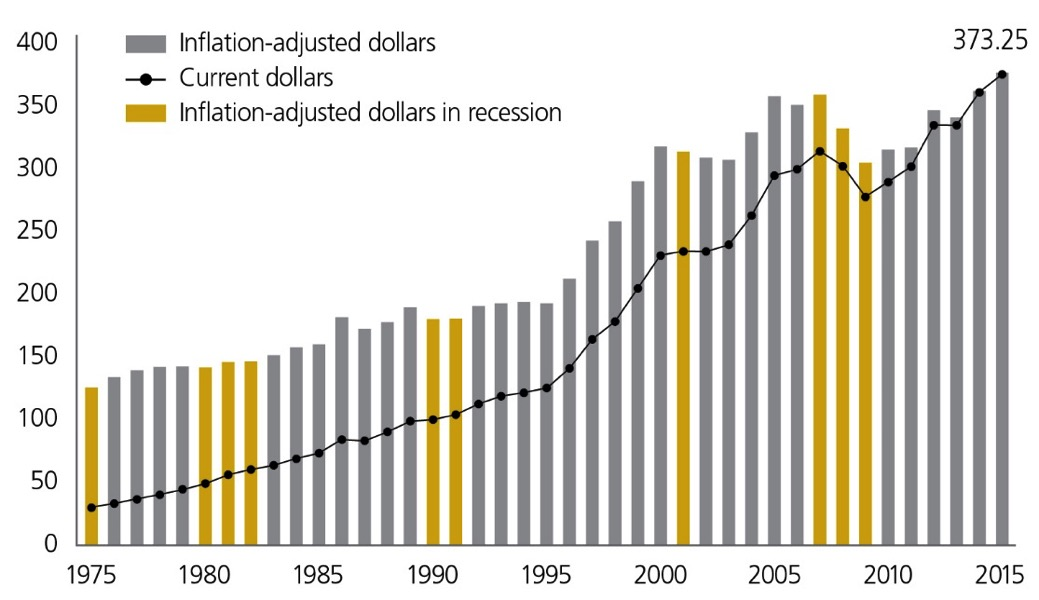 373.25
Inflation-adjusted dollars
Current dollars
Inflation-adjusted dollars in recession
400
350
300
250
200
150
100
50
0
1975 1980 1985 1990 1995 2000 2005 2010 2015